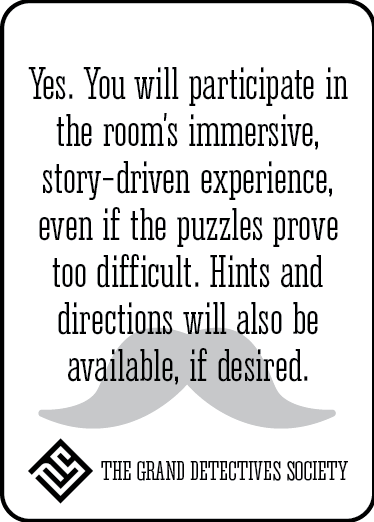 Yes. You will participate in
the room's immersive,
story-driven experience,
even if the puzzles prove
too difficult. Hints and
directions will also be
available, if desired.
THE GRAND DETECTIVES SOCIETY